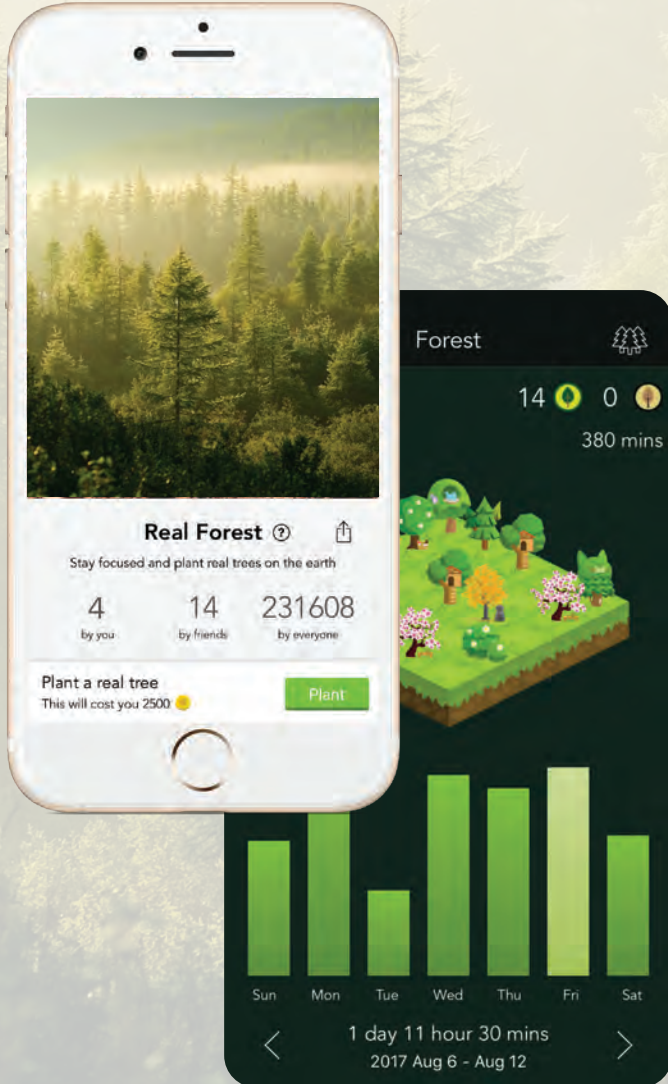 Real Forest ?
Stay focused and plant real trees on the earth
4 14 231608
by you by friends by everyone
Plant a real tree
This will cost you 2500
Plant
Forest
14 0
380 mins
Sun Mon Tue Wed Thu Fri Sat
< 1 day 11 hour 30 mins >
2017 Aug 6 - Aug 12